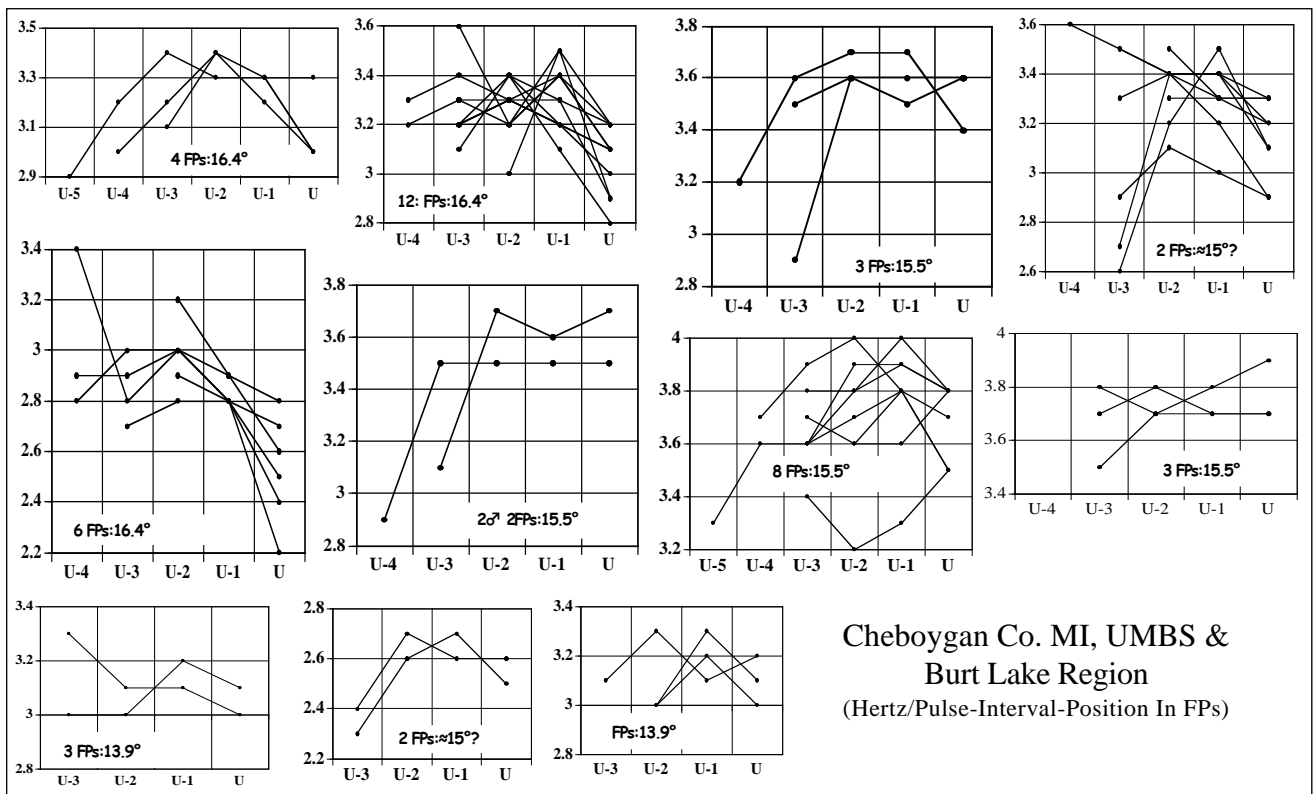 3.5
3.3
3.1
2.9
4 FPs:16.4°
U-5 U-4 U-3 U-2 U-1 U
3.6
3.4
3.2
3
2.8
12: FPs:16.4°
U-4 U-3 U-2 U-1 U
3.8
3.6
3.4
3.2
3
2.8
3 FPs:15.5°
U-4 U-3 U-2 U-1 U
3.6
3.4
3.2
3
2.8
2.6
2 FPs:≈15°?
U-4 U-3 U-2 U-1 U
3.4
3.2
3
2.8
2.6
2.4
2.2
6 FPs:16.4°
U-4 U-3 U-2 U-1 U
3.8
3.6
3.4
3.2
3
2.8
2♂ 2FPs:15.5°
U-4 U-3 U-2 U-1 U
4
3.8
3.6
3.4
3.2
8 FPs:15.5°
U-5 U-4 U-3 U-2 U-1 U
4
3.8
3.6
3.4
3 FPs:15.5°
U-4 U-3 U-2 U-1 U
3.4
3.2
3
2.8
3 FPs:13.9°
U-3 U-2 U-1 U
2.8
2.6
2.4
2.2
2 FPs:≈15°?
U-3 U-2 U-1 U
3.4
3.2
3
2.8
FPs:13.9°
U-3 U-2 U-1 U
Cheboygan Co. MI, UMBS &
Burt Lake Region
(Hertz/Pulse-Interval-Position In FPs)